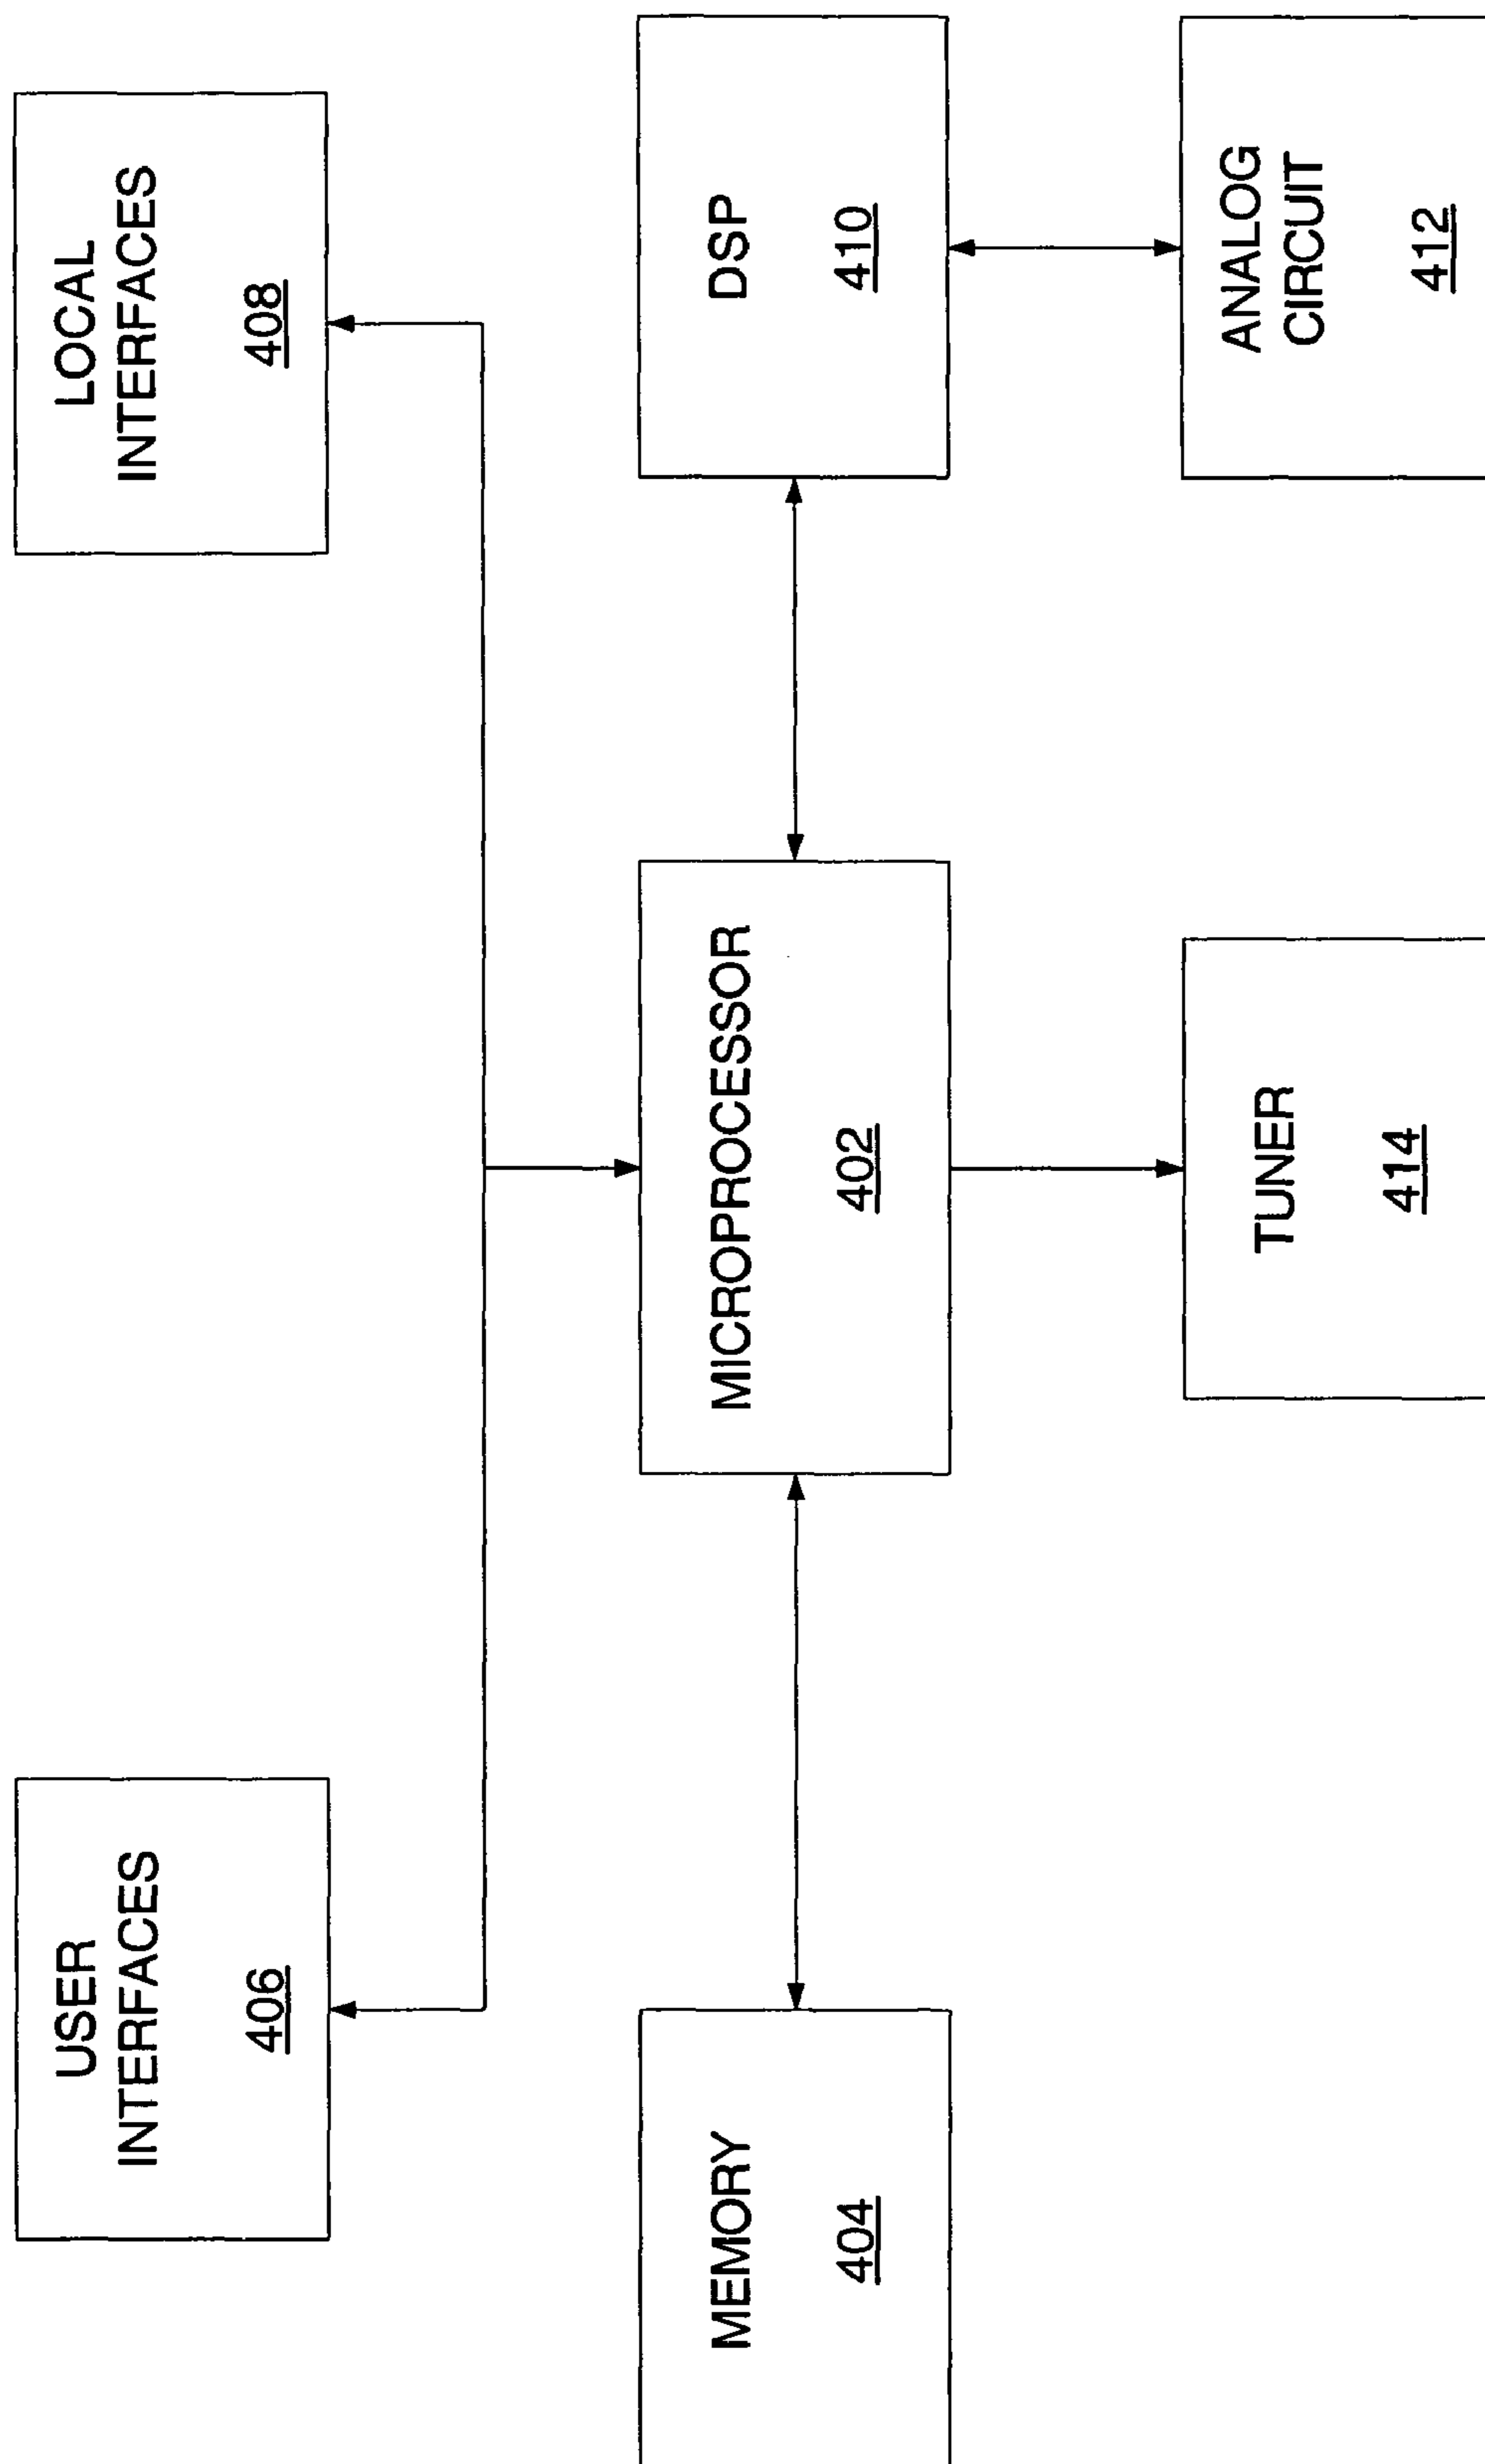 USER
INTERFACES
406
LOCAL
INTERFACES
408
MEMORY
404
MICROPROCESSOR
402
DSP
410
TUNER
414
ANALOG
CIRCUIT
412